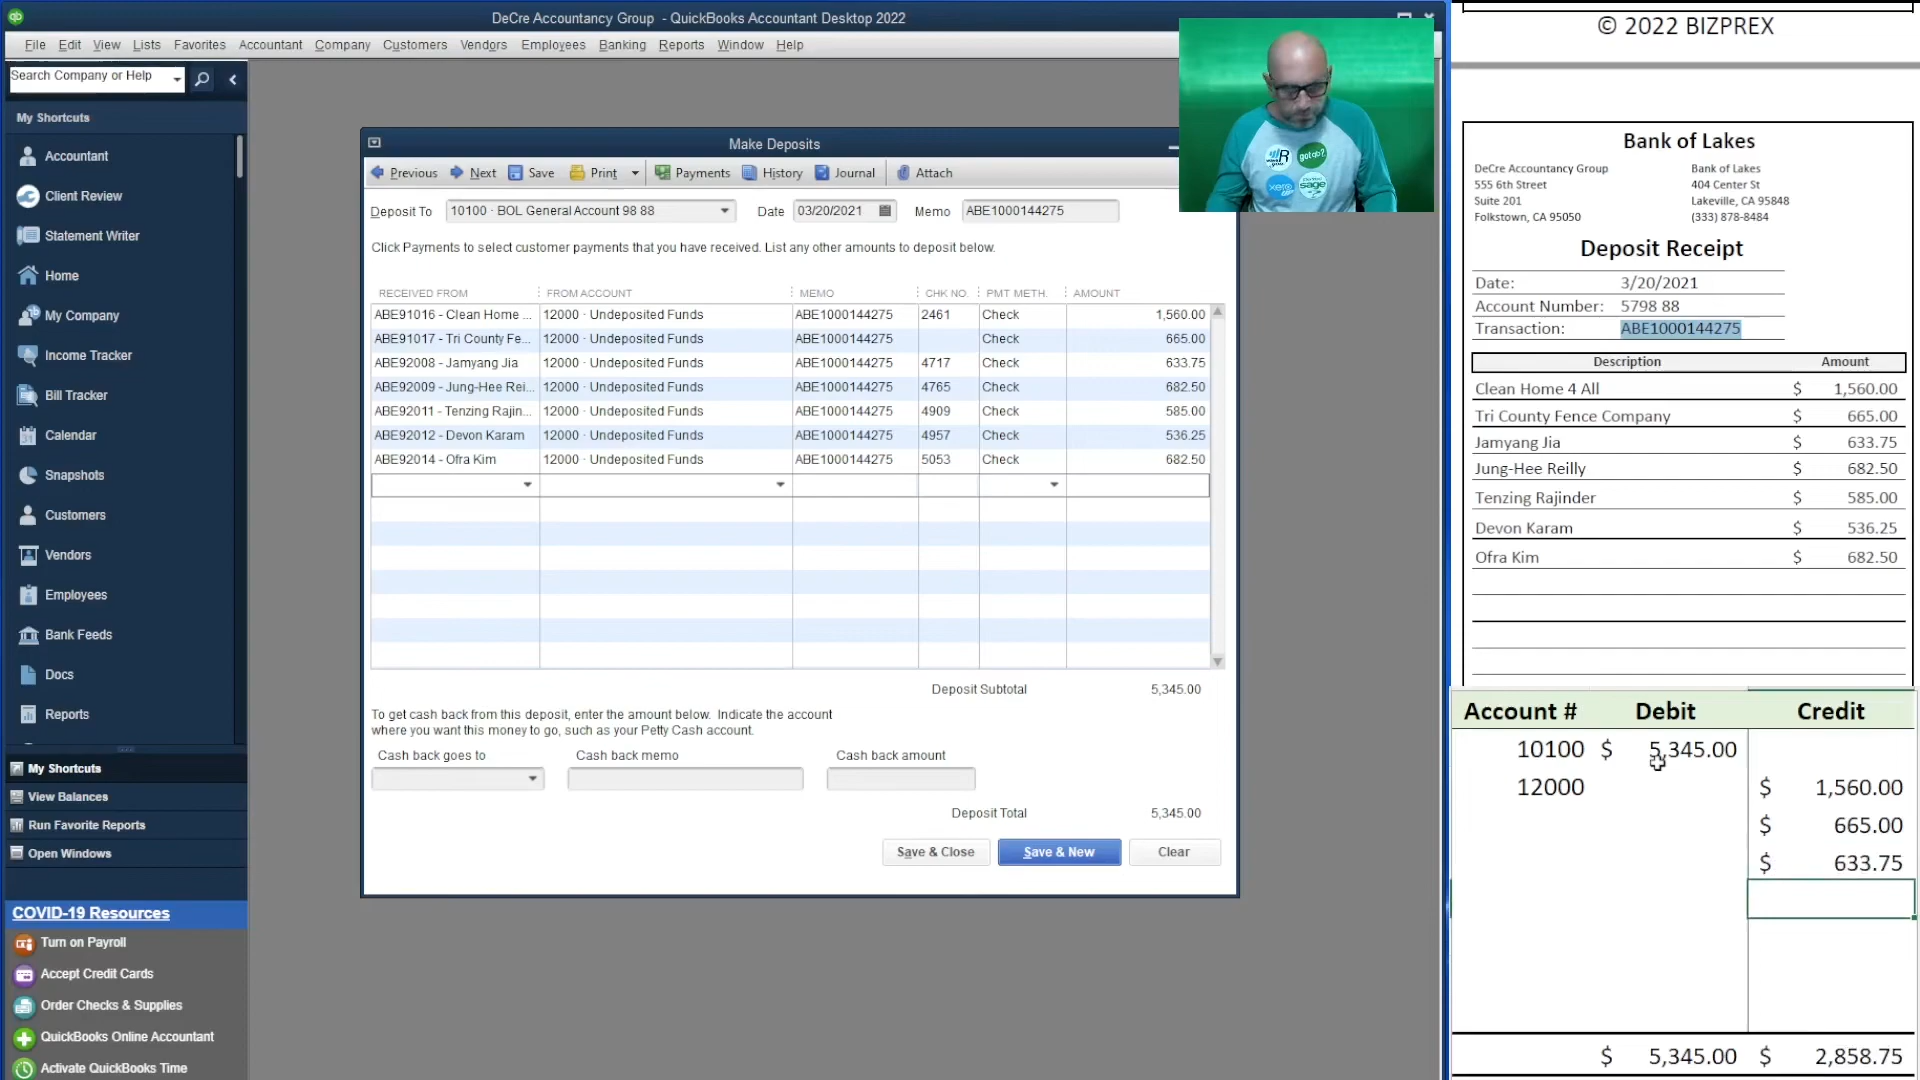 DeCre Accountancy Group - QuickBooks Accountant Desktop 2022
File Edit View Lists Favorites Accountant Company Customers Vendors Employees Banking Reports Window Help
Search Company or Help
My Shortcuts
Accountant
Client Review
Statement Writer
Home
My Company
Income Tracker
Bill Tracker
Calendar
Snapshots
Customers
Vendors
Employees
Bank Feeds
Docs
Reports
My Shortcuts
View Balances
Run Favorite Reports
Open Windows
COVID-19 Resources
Turn on Payroll
Accept Credit Cards
Order Checks & Supplies
QuickBooks Online Accountant
Activate QuickBooks Time
Make Deposits
Previous Next Save Print Payments History Journal Attach
Deposit To 10100 · BOL General Account 98 88 Date 03/20/2021 Memo ABE1000144275
Click Payments to select customer payments that you have received. List any other amounts to deposit below.
RECEIVED FROM FROM ACCOUNT MEMO CHK NO. PMT METH. AMOUNT
ABE91016 - Clean Home ... 12000 · Undeposited Funds ABE1000144275 2461 Check 1,560.00
ABE91017 - Tri County Fe... 12000 · Undeposited Funds ABE1000144275 Check 665.00
ABE92008 - Jamyang Jia 12000 · Undeposited Funds ABE1000144275 4717 Check 633.75
ABE92009 - Jung-Hee Rei... 12000 · Undeposited Funds ABE1000144275 4765 Check 682.50
ABE92011 - Tenzing Rajin... 12000 · Undeposited Funds ABE1000144275 4909 Check 585.00
ABE92012 - Devon Karam 12000 · Undeposited Funds ABE1000144275 4957 Check 536.25
ABE92014 - Ofra Kim 12000 · Undeposited Funds ABE1000144275 5053 Check 682.50
Deposit Subtotal 5,345.00
To get cash back from this deposit, enter the amount below. Indicate the account
where you want this money to go, such as your Petty Cash account.
Cash back goes to Cash back memo Cash back amount
Deposit Total 5,345.00
Save & Close Save & New Clear
got ab?
xero
sage
© 2022 BIZPREX
Bank of Lakes
DeCre Accountancy Group Bank of Lakes
555 6th Street 404 Center St
Suite 201 Lakeville, CA 95848
Folkstown, CA 95050 (333) 878-8484
Deposit Receipt
Date: 3/20/2021
Account Number: 5798 88
Transaction: ABE1000144275
Description Amount
Clean Home 4 All $ 1,560.00
Tri County Fence Company $ 665.00
Jamyang Jia $ 633.75
Jung-Hee Reilly $ 682.50
Tenzing Rajinder $ 585.00
Devon Karam $ 536.25
Ofra Kim $ 682.50
Account # Debit Credit
10100 $ 5,345.00
12000 $ 1,560.00
$ 665.00
$ 633.75
$ 5,345.00 $ 2,858.75